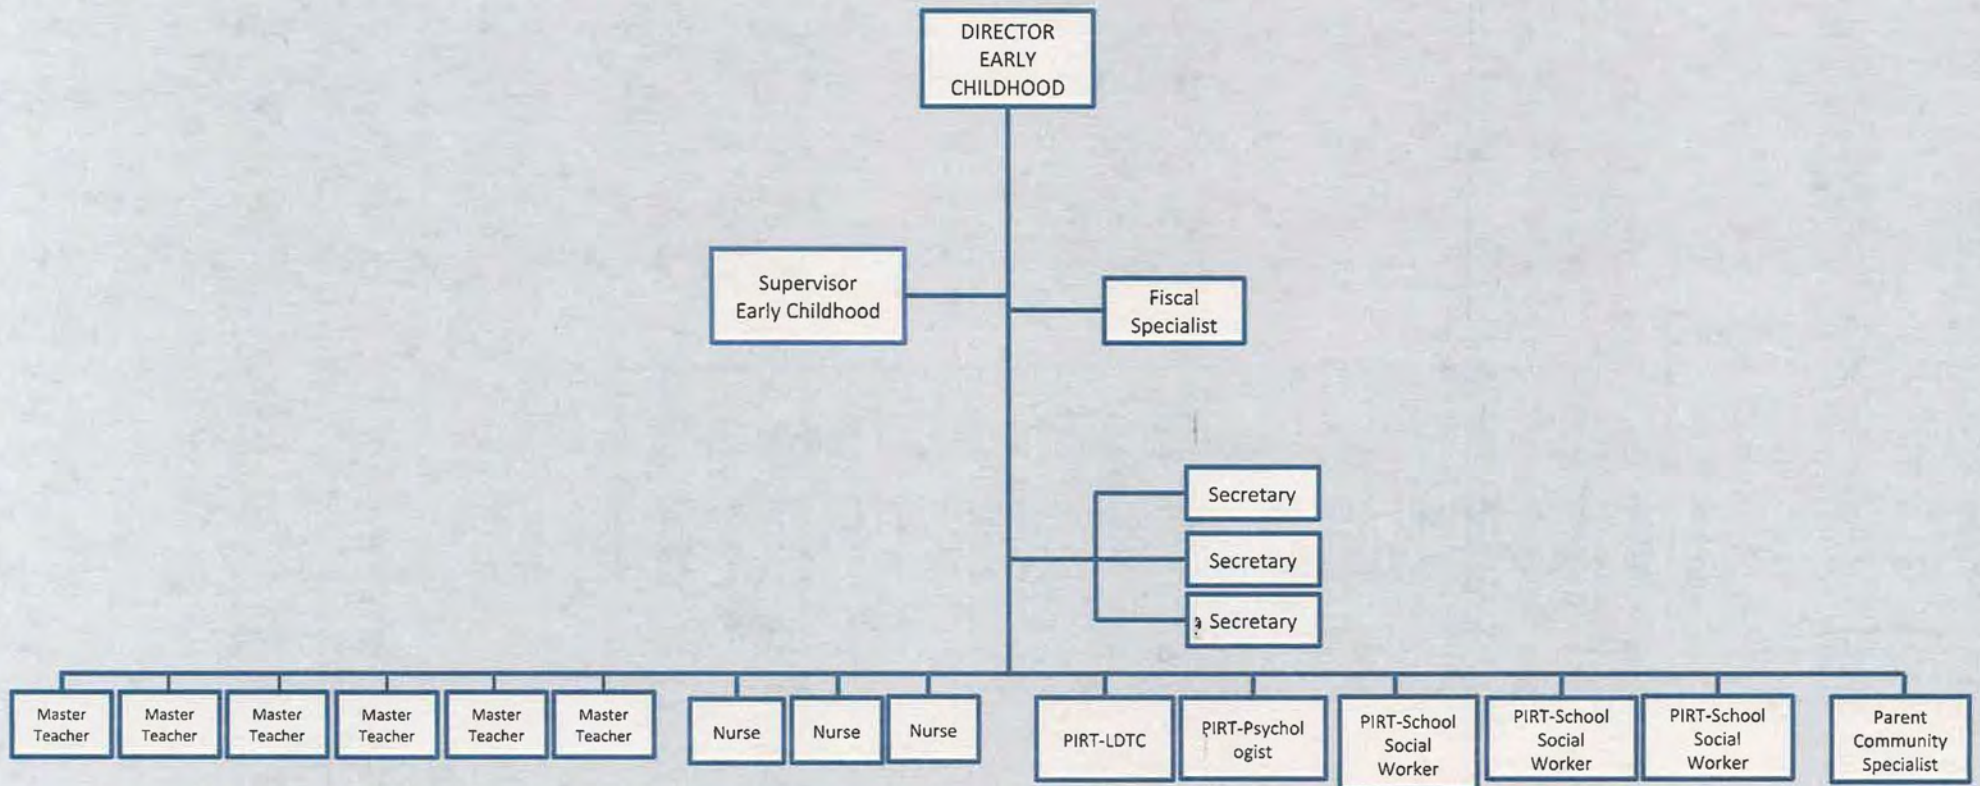 DIRECTOR
EARLY
CHILDHOOD
Supervisor
Early Childhood
Fiscal
Specialist
Secretary
Secretary
Secretary
Master
Teacher
Master
Teacher
Master
Teacher
Master
Teacher
Master
Teacher
Master
Teacher
Nurse
Nurse
Nurse
PIRT-LDTC
PIRT-Psychol
ogist
PIRT-School
Social
Worker
PIRT-School
Social
Worker
PIRT-School
Social
Worker
Parent
Community
Specialist